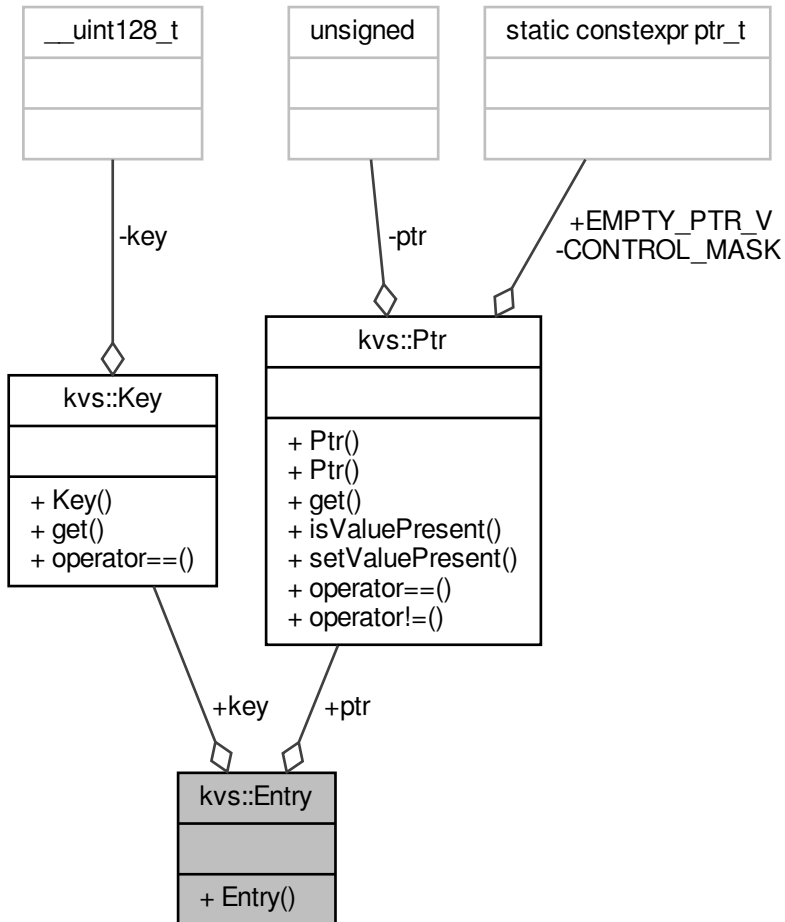 __uint128_t
unsigned
static constexpr ptr_t
-key
-ptr
+EMPTY_PTR_V
-CONTROL_MASK
kvs::Key
+ Key()
+ get()
+ operator==()
kvs::Ptr
+ Ptr()
+ Ptr()
+ get()
+ isValuePresent()
+ setValuePresent()
+ operator==()
+ operator!=()
+key
+ptr
kvs::Entry
+ Entry()